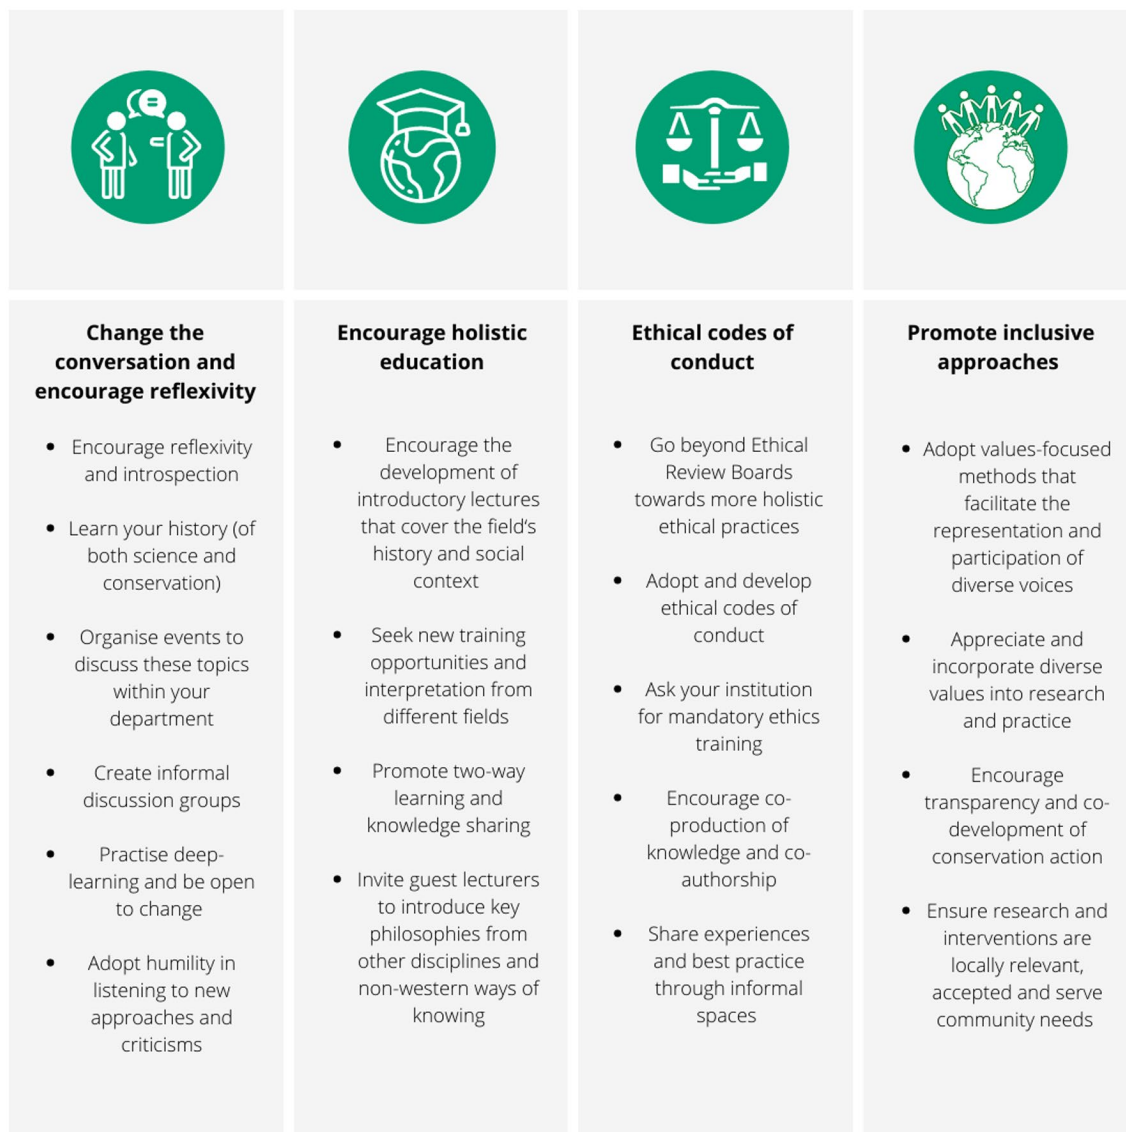 Change the
conversation and
encourage reflexivity
• Encourage reflexivity
and introspection
• Learn your history (of
both science and
conservation)
• Organise events to
discuss these topics
within your
department
• Create informal
discussion groups
• Practise deep-
learning and be open
to change
• Adopt humility in
listening to new
approaches and
criticisms
Encourage holistic
education
• Encourage the
development of
introductory lectures
that cover the field's
history and social
context
• Seek new training
opportunities and
interpretation from
different fields
• Promote two-way
learning and
knowledge sharing
• Invite guest lecturers
to introduce key
philosophies from
other disciplines and
non-western ways of
knowing
Ethical codes of
conduct
• Go beyond Ethical
Review Boards
towards more holistic
ethical practices
• Adopt and develop
ethical codes of
conduct
• Ask your institution
for mandatory ethics
training
• Encourage co-
production of
knowledge and co-
authorship
• Share experiences
and best practice
through informal
spaces
Promote inclusive
approaches
• Adopt values-focused
methods that
facilitate the
representation and
participation of
diverse voices
• Appreciate and
incorporate diverse
values into research
and practice
• Encourage
transparency and co-
development of
conservation action
• Ensure research and
interventions are
locally relevant,
accepted and serve
community needs